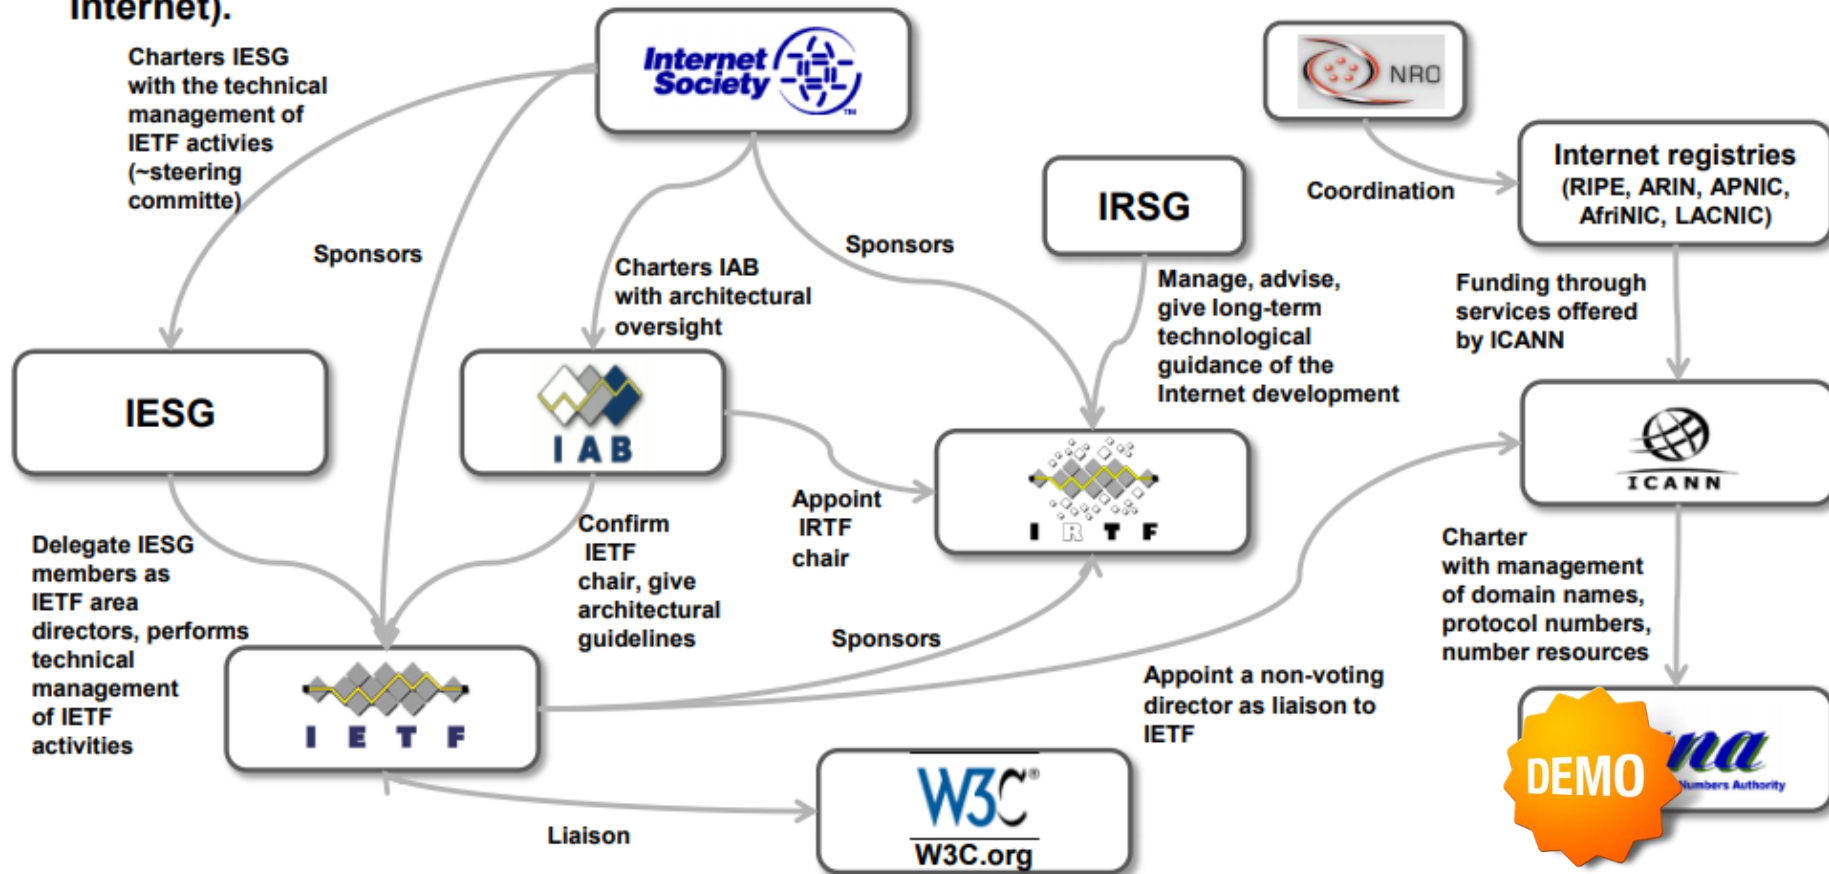 Internet).
Charters IESG
with the technical
management of
IETF activies
(~steering
committe)
Internet
Society
TM
NRO
Internet registries
(RIPE, ARIN, APNIC,
AfriNIC, LACNIC)
Coordination
IRSG
Sponsors
Sponsors
Charters IAB
with architectural
oversight
Manage, advise,
give long-term
technological
guidance of the
Internet development
Funding through
services offered
by ICANN
IESG
IAB
IRTF
ICANN
Appoint
IRTF
chair
Confirm
IETF
chair, give
architectural
guidelines
Delegate IESG
members as
IETF area
directors, performs
technical
management
of IETF
activities
Sponsors
Charter
with management
of domain names,
protocol numbers,
number resources
Appoint a non-voting
director as liaison to
IETF
IETF
Liaison
W3C®
W3C.org
DEMO
na
Numbers Authority